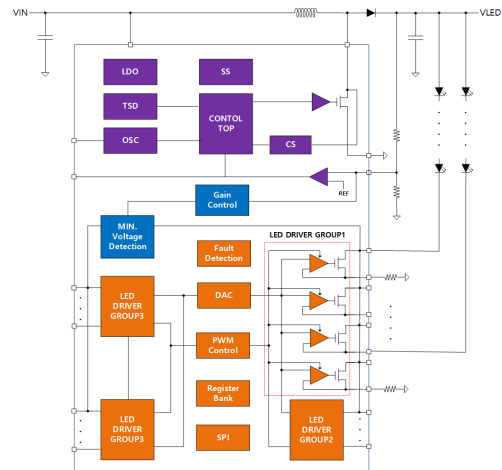 VIN
VLED
LDO
SS
TSD
CONTOL
TOP
OSC
CS
REF
Gain
Control
MIN.
Voltage
Detection
LED DRIVER GROUP1
Fault
Detection
LED
DRIVER
GROUP3
DAC
PWM
Control
Register
Bank
LED
DRIVER
GROUP3
SPI
LED
DRIVER
GROUP2